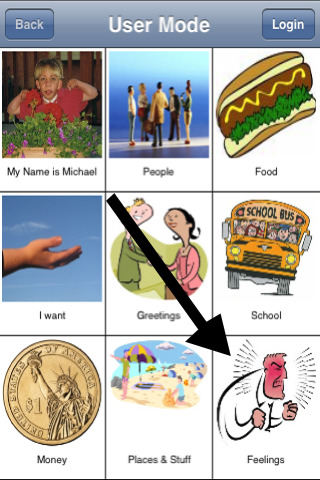 Back User Mode Login
My Name is Michael People Food
SCHOOL BUS
I want Greetings School
UNITED STATES OF AMERICA
$1
Money Places & Stuff Feelings